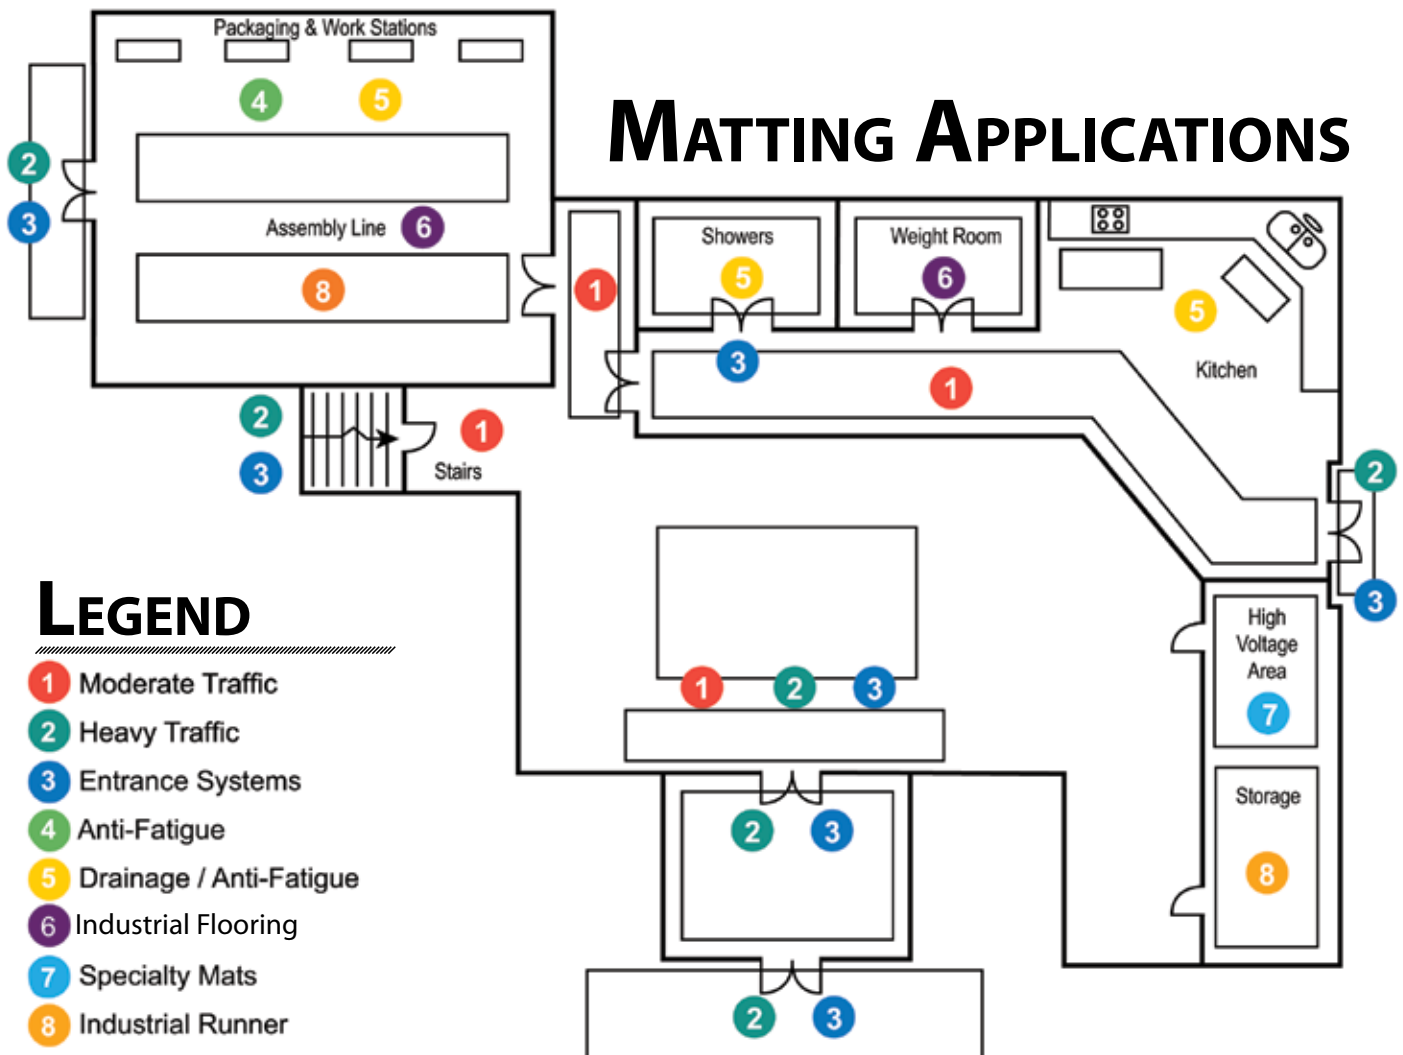 Packaging & Work Stations
4
5
MATTING APPLICATIONS
2
3
Assembly Line
6
8
1
Showers
5
Weight Room
6
5
Kitchen
3
1
2
3
1
Stairs
2
3
1
2
3
High
Voltage
Area
7
Storage
8
2
3
2
3
LEGEND
1 Moderate Traffic
2 Heavy Traffic
3 Entrance Systems
4 Anti-Fatigue
5 Drainage / Anti-Fatigue
6 Industrial Flooring
7 Specialty Mats
8 Industrial Runner